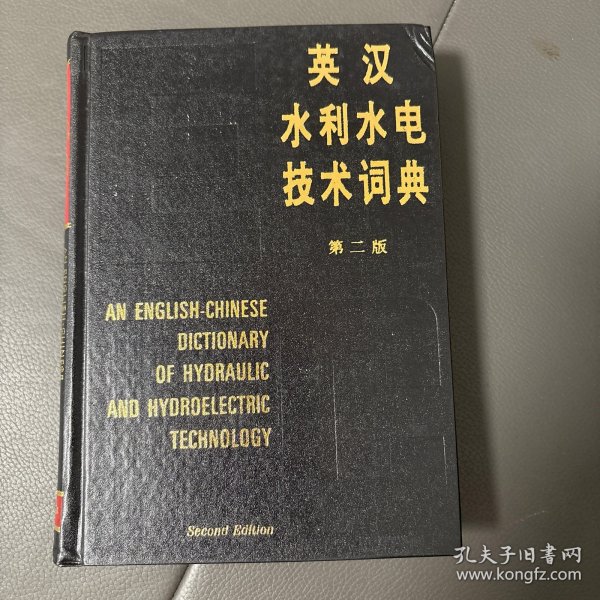 英汉
水利水电
技术词典
第二版
AN ENGLISH-CHINESE
DICTIONARY
OF HYDRAULIC
AND HYDROELECTRIC
TECHNOLOGY
Second Edition
孔夫子旧书网
www.kongfz.com